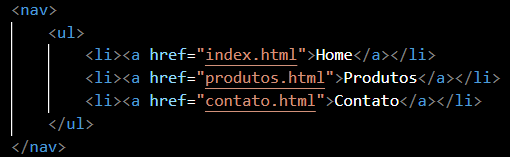 <nav>
<ul>
<li><a href="index.html">Home</a></li>
<li><a href="produtos.html">Produtos</a></li>
<li><a href="contato.html">Contato</a></li>
</ul>
</nav>